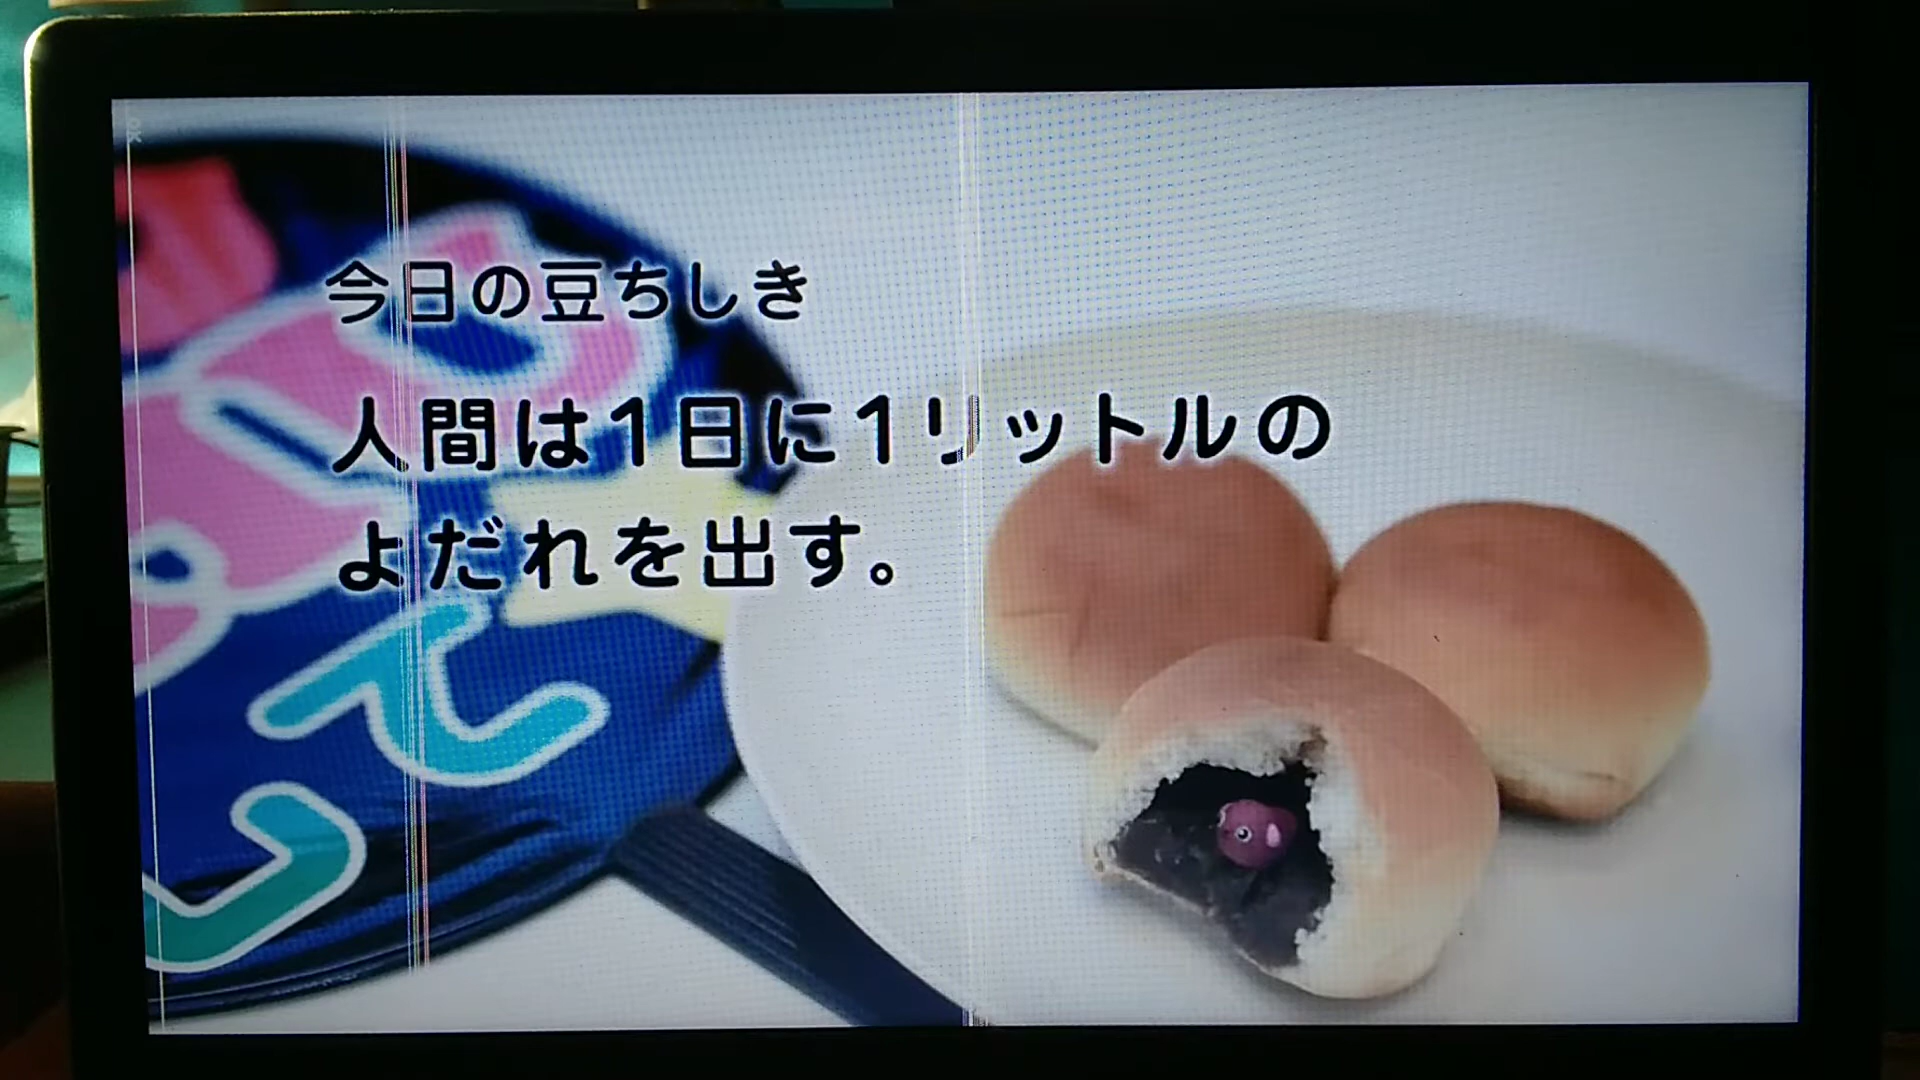 今日の豆ちしき
人間は1日に1リットルの
よだれを出す。